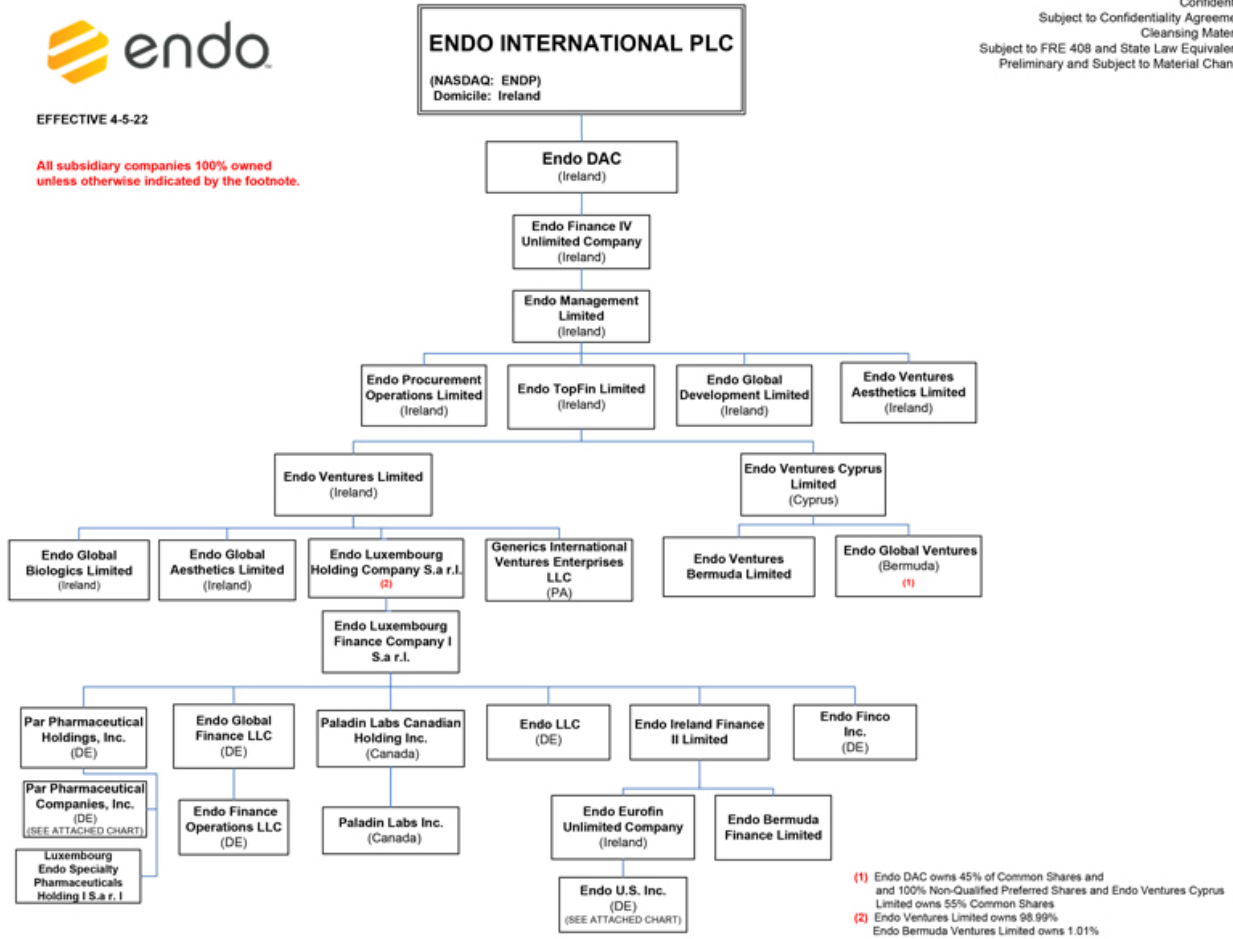 endo
Confident
Subject to Confidentiality Agreeme
Cleansing Mater
Subject to FRE 408 and State Law Equivaler
Preliminary and Subject to Material Chan
EFFECTIVE 4-5-22
All subsidiary companies 100% owned
unless otherwise indicated by the footnote.
ENDO INTERNATIONAL PLC
(NASDAQ: ENDP)
Domicile: Ireland
Endo DAC
(Ireland)
Endo Finance IV
Unlimited Company
(Ireland)
Endo Management
Limited
(Ireland)
Endo Procurement
Operations Limited
(Ireland)
Endo TopFin Limited
(Ireland)
Endo Global
Development Limited
(Ireland)
Endo Ventures
Aesthetics Limited
(Ireland)
Endo Ventures Limited
(Ireland)
Endo Ventures Cyprus
Limited
(Cyprus)
Endo Global
Biologics Limited
(Ireland)
Endo Global
Aesthetics Limited
(Ireland)
Endo Luxembourg
Holding Company S.a r.l.
(2)
Generics International
Ventures Enterprises
LLC
(PA)
Endo Ventures
Bermuda Limited
Endo Global Ventures
(Bermuda)
(1)
Endo Luxembourg
Finance Company I
S.a r.l.
Par Pharmaceutical
Holdings, Inc.
(DE)
Endo Global
Finance LLC
(DE)
Paladin Labs Canadian
Holding Inc.
(Canada)
Endo LLC
(DE)
Endo Ireland Finance
II Limited
Endo Finco
Inc.
(DE)
Par Pharmaceutical
Companies, Inc.
(DE)
(SEE ATTACHED CHART)
Endo Finance
Operations LLC
(DE)
Paladin Labs Inc.
(Canada)
Endo Eurofin
Unlimited Company
(Ireland)
Endo Bermuda
Finance Limited
Luxembourg
Endo Specialty
Pharmaceuticals
Holding I S.a r. l
Endo U.S. Inc.
(DE)
(SEE ATTACHED CHART)
(1) Endo DAC owns 45% of Common Shares and
and 100% Non-Qualified Preferred Shares and Endo Ventures Cyprus
Limited owns 55% Common Shares
(2) Endo Ventures Limited owns 98.99%
Endo Bermuda Ventures Limited owns 1.01%